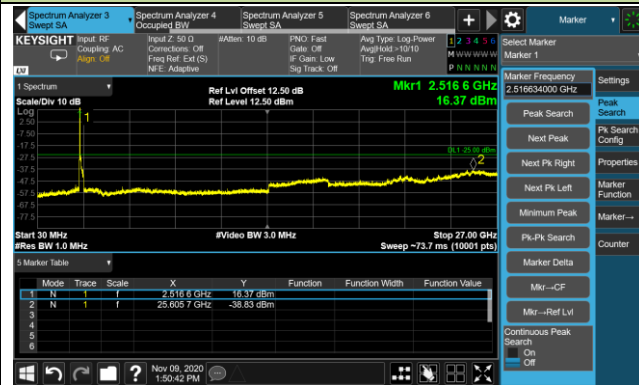 Spectrum Analyzer 3
Swept SA
Spectrum Analyzer 4
Occupied BW
Spectrum Analyzer 5
Swept SA
Spectrum Analyzer 6
Swept SA
+
Marker
KEYSIGHT
Input: RF
Coupling: AC
Align: Off
Input Z: 50 Ω
Corrections: Off
Freq Ref: Ext (S)
NFE: Adaptive
#Atten: 10 dB
PNO: Fast
Gate: Off
IF Gain: Low
Sig Track: Off
Avg Type: Log-Power
Avg|Hold:>10/10
Trig: Free Run
1 2 3 4 5 6
M W W W W W
P N N N N N
LXI
Select Marker
Marker 1
1 Spectrum
Scale/Div 10 dB
Ref Lvl Offset 12.50 dB
Ref Level 12.50 dBm
Mkr1 2.516 6 GHz
16.37 dBm
Log
2.50
-7.50
-17.5
-27.5
-37.5
-47.5
-57.5
-67.5
-77.5
1
DL1 -25.00 dBm
2
Start 30 MHz
#Res BW 1.0 MHz
#Video BW 3.0 MHz
Stop 27.00 GHz
Sweep ~73.7 ms (10001 pts)
5 Marker Table
Mode Trace Scale X Y Function Function Width Function Value
1 N 1 f 2.516 6 GHz 16.37 dBm
2 N 1 f 25.605 7 GHz -38.83 dBm
3
4
5
6
Marker Frequency
2.516634000 GHz
Peak Search
Next Peak
Next Pk Right
Next Pk Left
Minimum Peak
Pk-Pk Search
Marker Delta
Mkr→CF
Mkr→Ref Lvl
Continuous Peak
Search
On
Off
Settings
Peak
Search
Pk Search
Config
Properties
Marker
Function
Marker→
Counter
?
Nov 09, 2020
1:50:42 PM